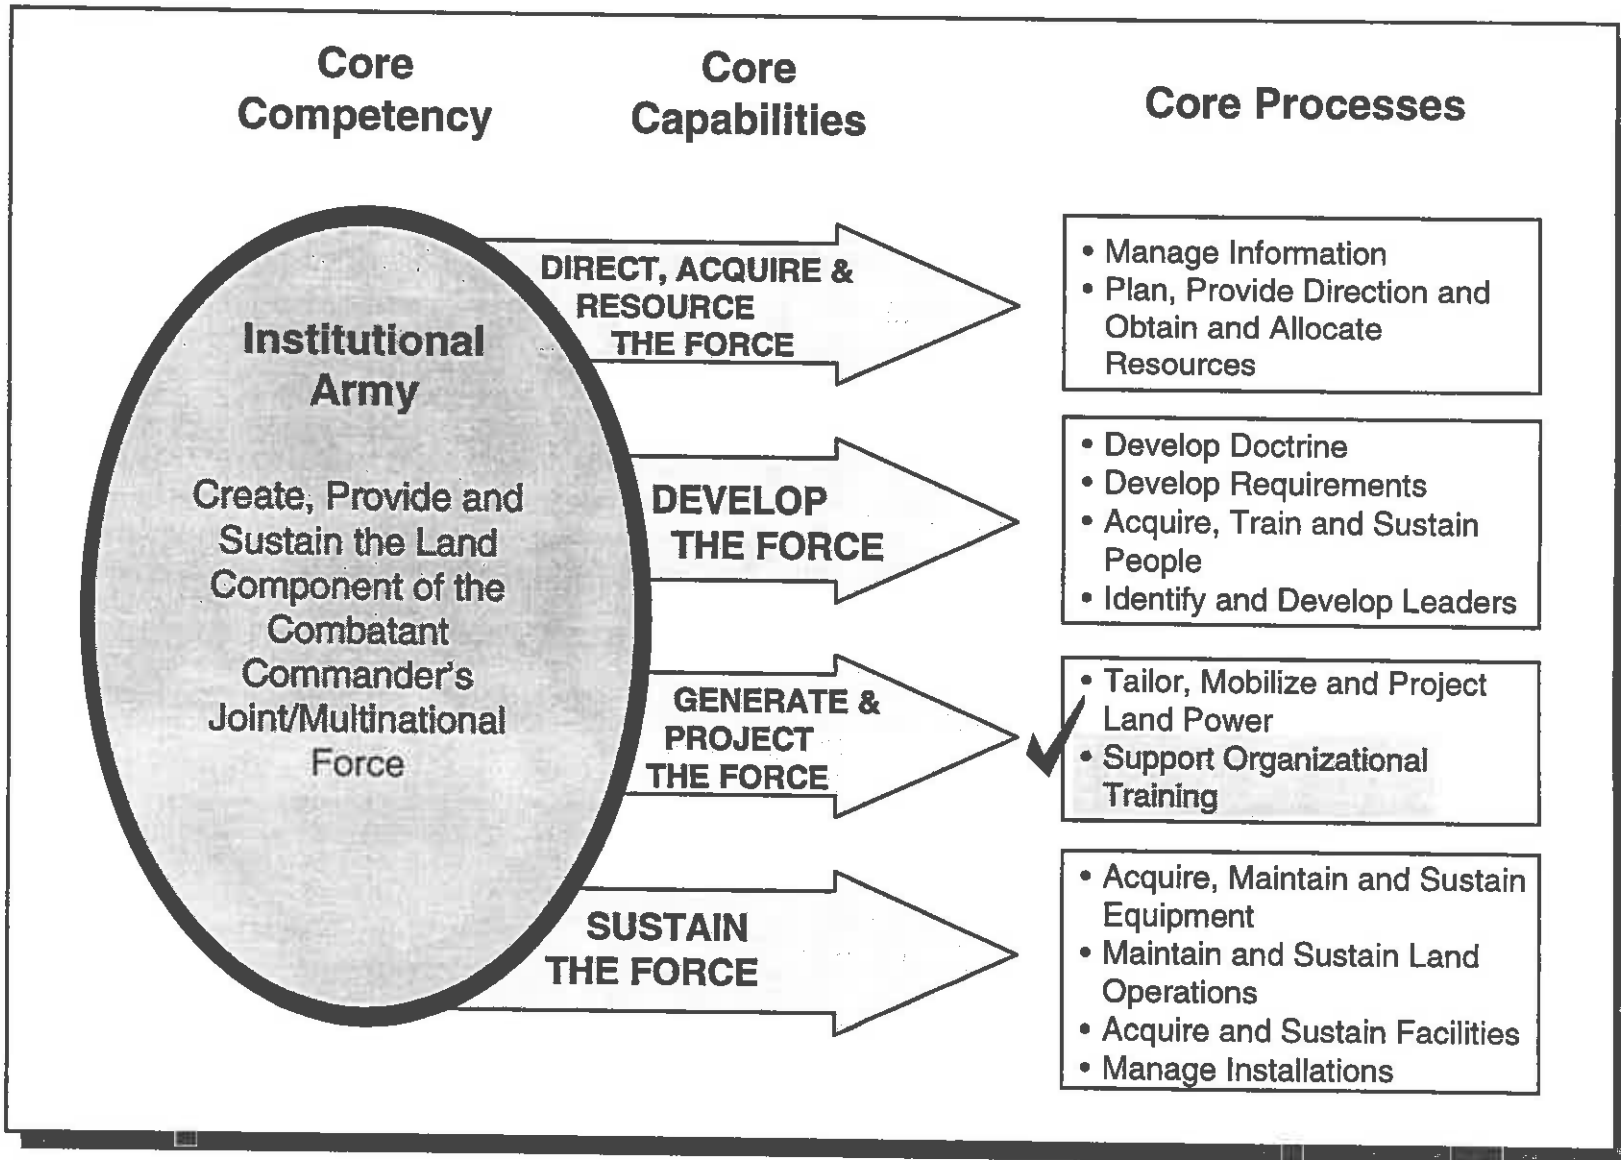 Core
Competency
Core
Capabilities
Core Processes
Institutional
Army
Create, Provide and
Sustain the Land
Component of the
Combatant
Commander's
Joint/Multinational
Force
DIRECT, ACQUIRE &
RESOURCE
THE FORCE
• Manage Information
• Plan, Provide Direction and
Obtain and Allocate
Resources
DEVELOP
THE FORCE
• Develop Doctrine
• Develop Requirements
• Acquire, Train and Sustain
People
• Identify and Develop Leaders
GENERATE &
PROJECT
THE FORCE
• Tailor, Mobilize and Project
Land Power
• Support Organizational
Training
SUSTAIN
THE FORCE
• Acquire, Maintain and Sustain
Equipment
• Maintain and Sustain Land
Operations
• Acquire and Sustain Facilities
• Manage Installations